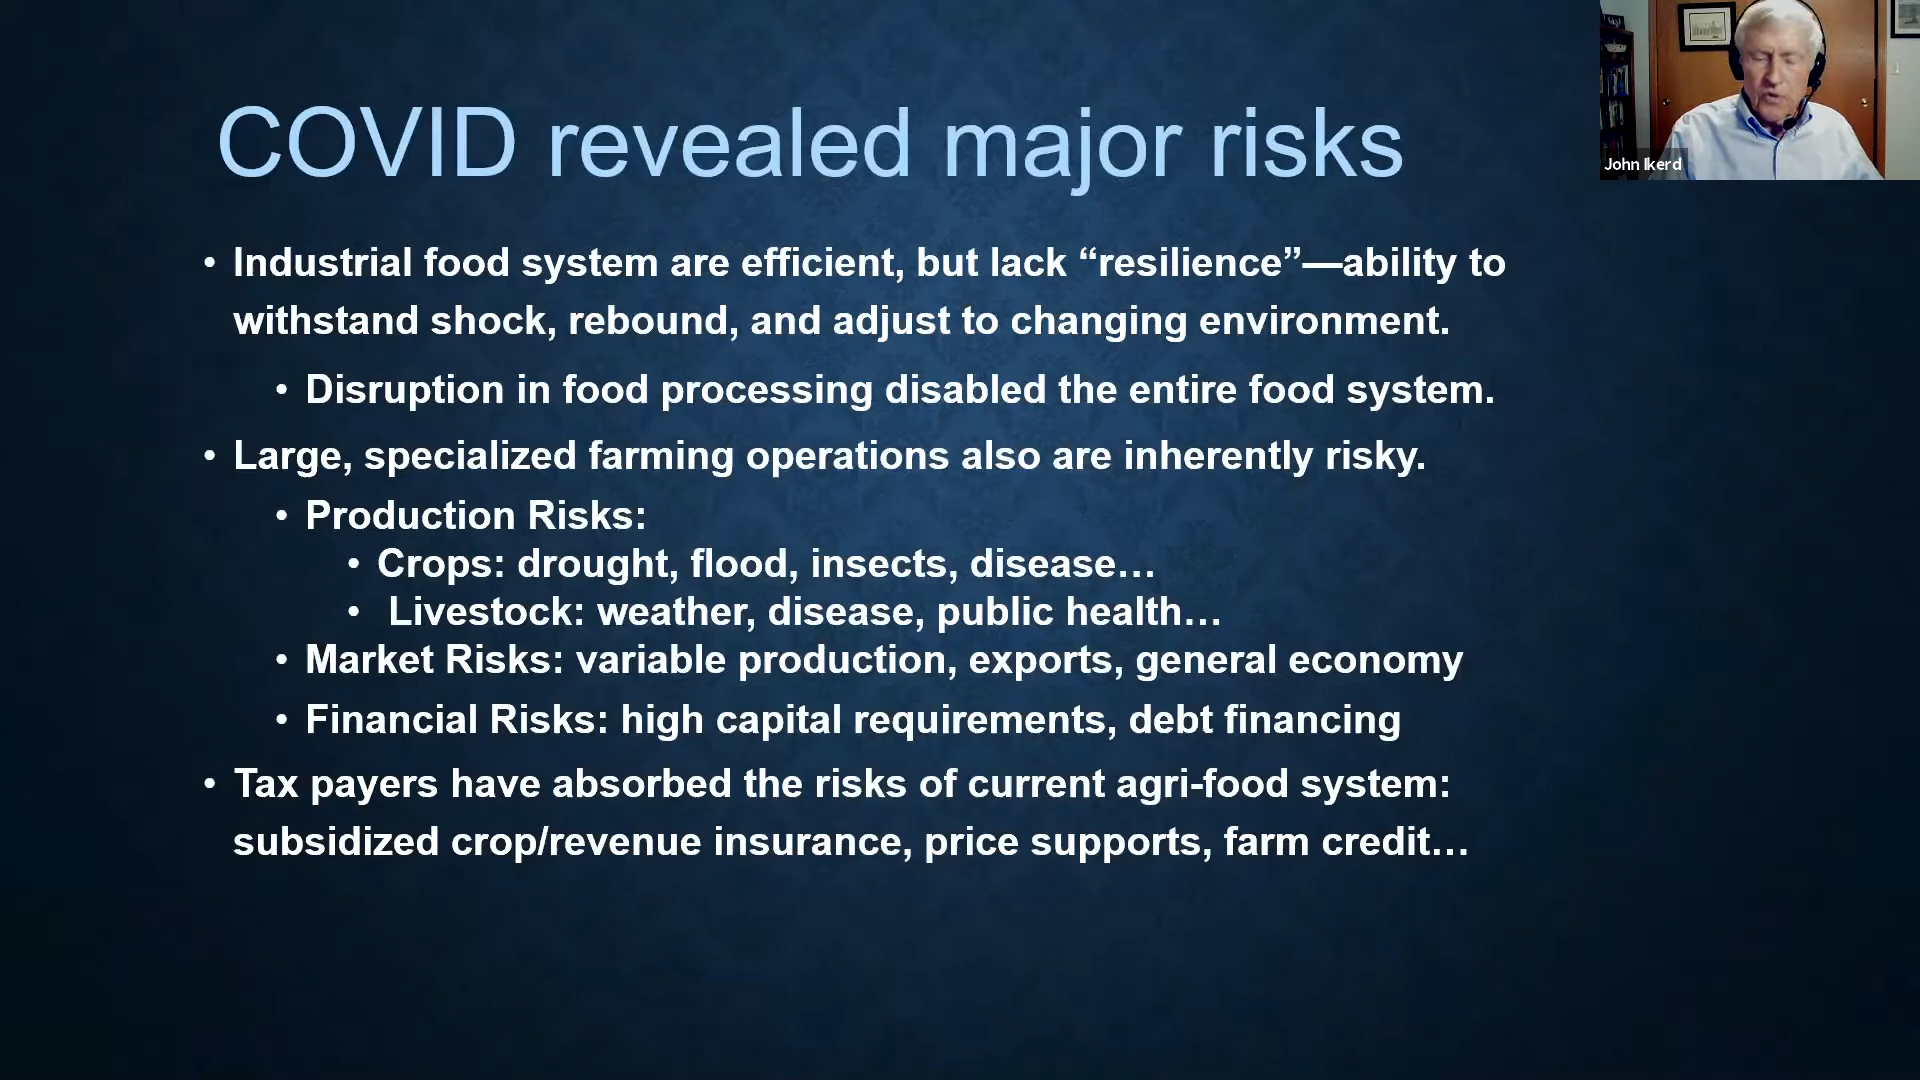 COVID revealed major risks
John Ikerd
• Industrial food system are efficient, but lack “resilience”—ability to
withstand shock, rebound, and adjust to changing environment.
• Disruption in food processing disabled the entire food system.
• Large, specialized farming operations also are inherently risky.
• Production Risks:
• Crops: drought, flood, insects, disease…
• Livestock: weather, disease, public health…
• Market Risks: variable production, exports, general economy
• Financial Risks: high capital requirements, debt financing
• Tax payers have absorbed the risks of current agri-food system:
subsidized crop/revenue insurance, price supports, farm credit…